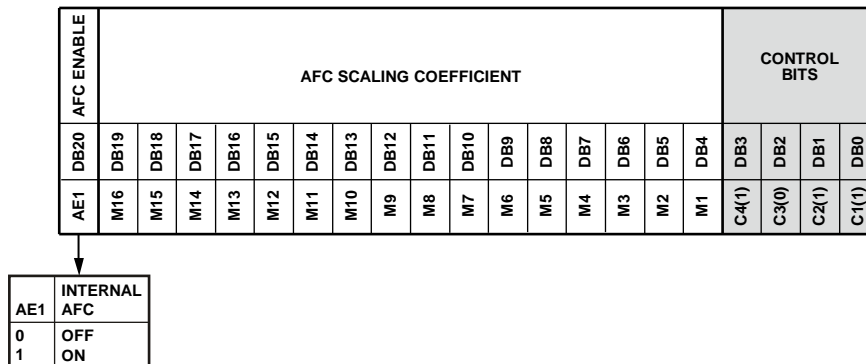 AFC ENABLE
AFC SCALING COEFFICIENT
CONTROL
BITS
DB20 DB19 DB18 DB17 DB16 DB15 DB14 DB13 DB12 DB11 DB10 DB9 DB8 DB7 DB6 DB5 DB4 DB3 DB2 DB1 DB0
AE1 M16 M15 M14 M13 M12 M11 M10 M9 M8 M7 M6 M5 M4 M3 M2 M1 C4(1) C3(0) C2(1) C1(1)
INTERNAL
AE1 AFC
0 OFF
1 ON